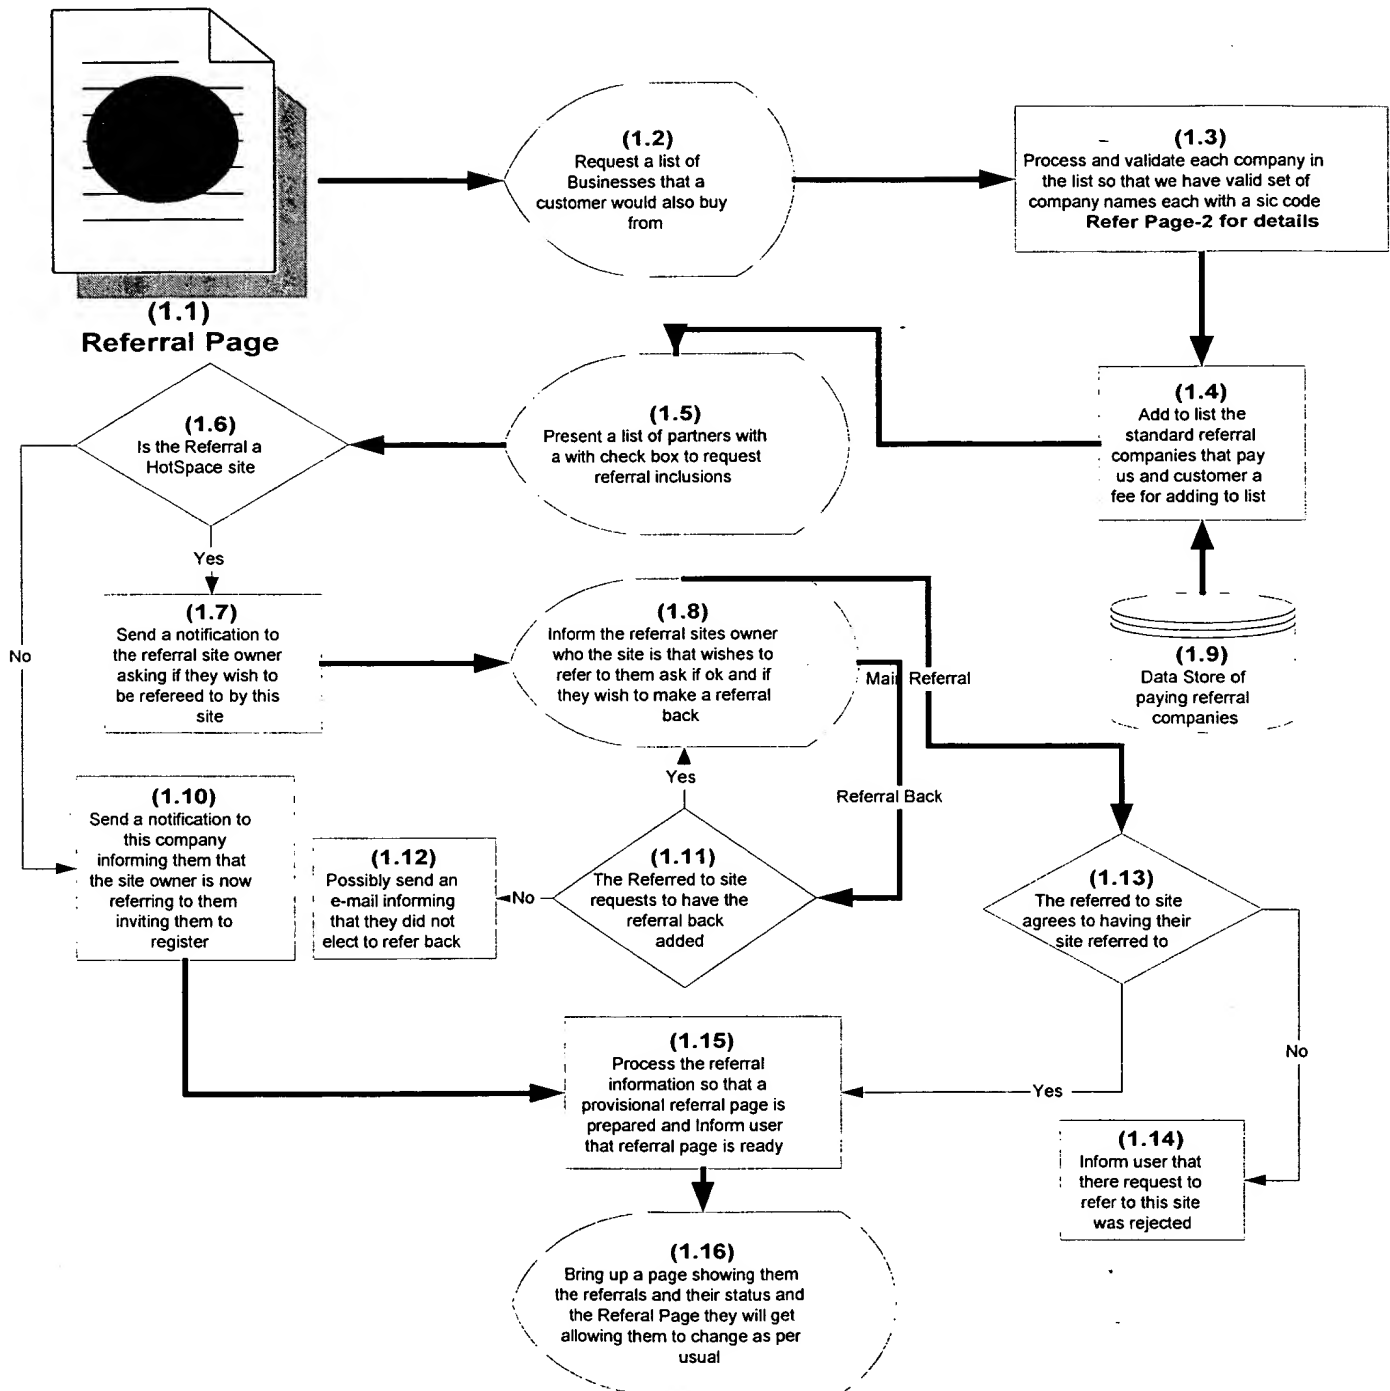 (1.1)
Referral Page
(1.2)
Request a list of
Businesses that a
customer would also buy
from
(1.3)
Process and validate each company in
the list so that we have valid set of
company names each with a sic code
Refer Page-2 for details
(1.4)
Add to list the
standard referral
companies that pay
us and customer a
fee for adding to list
(1.5)
Present a list of partners with
a with check box to request
referral inclusions
(1.6)
Is the Referral a
HotSpace site
Yes
No
(1.7)
Send a notification to
the referral site owner
asking if they wish to
be refereed to by this
site
(1.8)
Inform the referral sites owner
who the site is that wishes to
refer to them ask if ok and if
they wish to make a referral
back
Main Referral
Referral Back
(1.9)
Data Store of
paying referral
companies
(1.10)
Send a notification to
this company
informing them that
the site owner is now
referring to them
inviting them to
register
(1.11)
The Referred to site
requests to have the
referral back
added
Yes
No
(1.12)
Possibly send an
e-mail informing
that they did not
elect to refer back
(1.13)
The referred to site
agrees to having their
site referred to
Yes
No
(1.14)
Inform user that
there request to
refer to this site
was rejected
(1.15)
Process the referral
information so that a
provisional referral page is
prepared and Inform user
that referral page is ready
(1.16)
Bring up a page showing them
the referrals and their status and
the Referal Page they will get
allowing them to change as per
usual